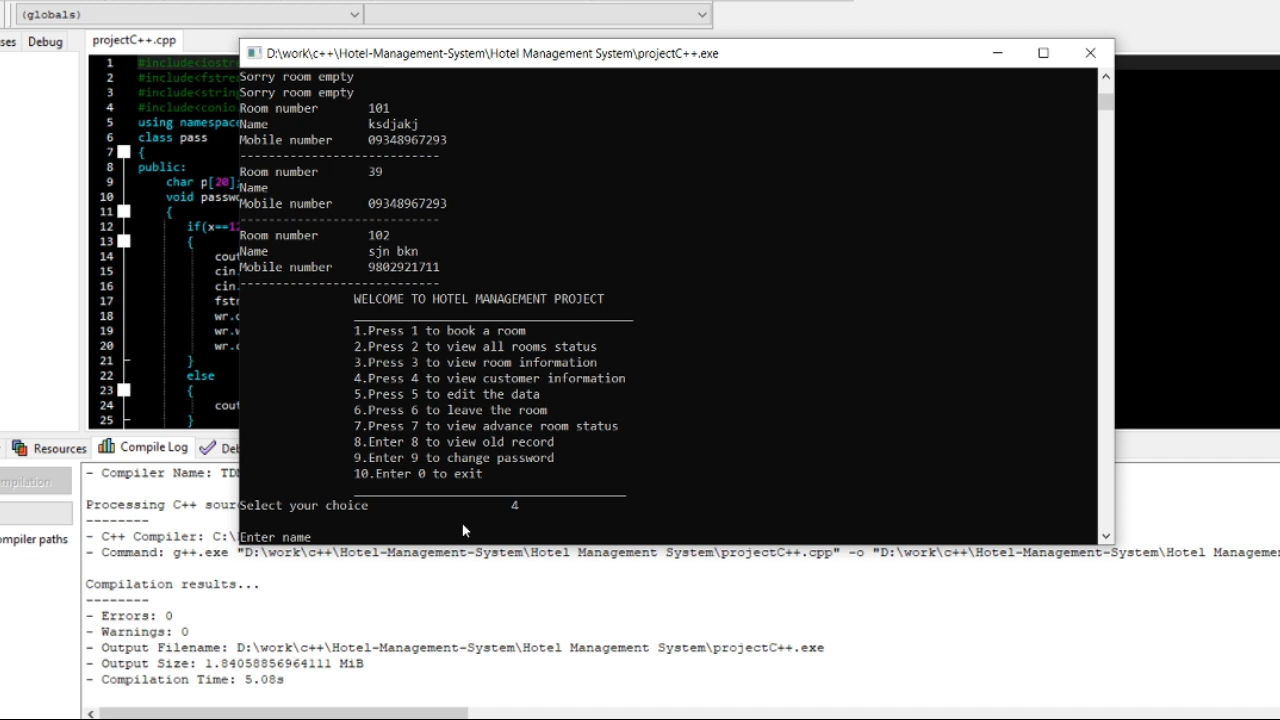 (globals)
ses Debug projectC++.cpp
D:\work\c++\Hotel-Management-System\Hotel Management System\projectC++.exe
1 #include<iostre
2 #include<fstrea
3 #include<string
4 #include<conio.
5 using namespace
6 class pass
7 {
8 public:
9 char p[20];
10 void passwo
11 {
12 if(x==12
13 {
14 cout
15 cin.
16 cin.
17 fstr
18 wr.o
19 wr.w
20 wr.c
21 }
22 else
23 {
24 cout
25 }
Sorry room empty
Sorry room empty
Room number 101
Name ksdjakj
Mobile number 09348967293
----------------------------
Room number 39
Name
Mobile number 09348967293
----------------------------
Room number 102
Name sjn bkn
Mobile number 9802921711
----------------------------
WELCOME TO HOTEL MANAGEMENT PROJECT
1.Press 1 to book a room
2.Press 2 to view all rooms status
3.Press 3 to view room information
4.Press 4 to view customer information
5.Press 5 to edit the data
6.Press 6 to leave the room
7.Press 7 to view advance room status
8.Enter 8 to view old record
9.Enter 9 to change password
10.Enter 0 to exit
Select your choice 4
Enter name
Resources Compile Log Deb
mpilation
ompiler paths
- Compiler Name: TD
Processing C++ sour
--------
- C++ Compiler: C:\
- Command: g++.exe "D:\work\c++\Hotel-Management-System\Hotel Management System\projectC++.cpp" -o "D:\work\c++\Hotel-Management-System\Hotel Manageme
Compilation results...
--------
- Errors: 0
- Warnings: 0
- Output Filename: D:\work\c++\Hotel-Management-System\Hotel Management System\projectC++.exe
- Output Size: 1.84058856964111 MiB
- Compilation Time: 5.08s